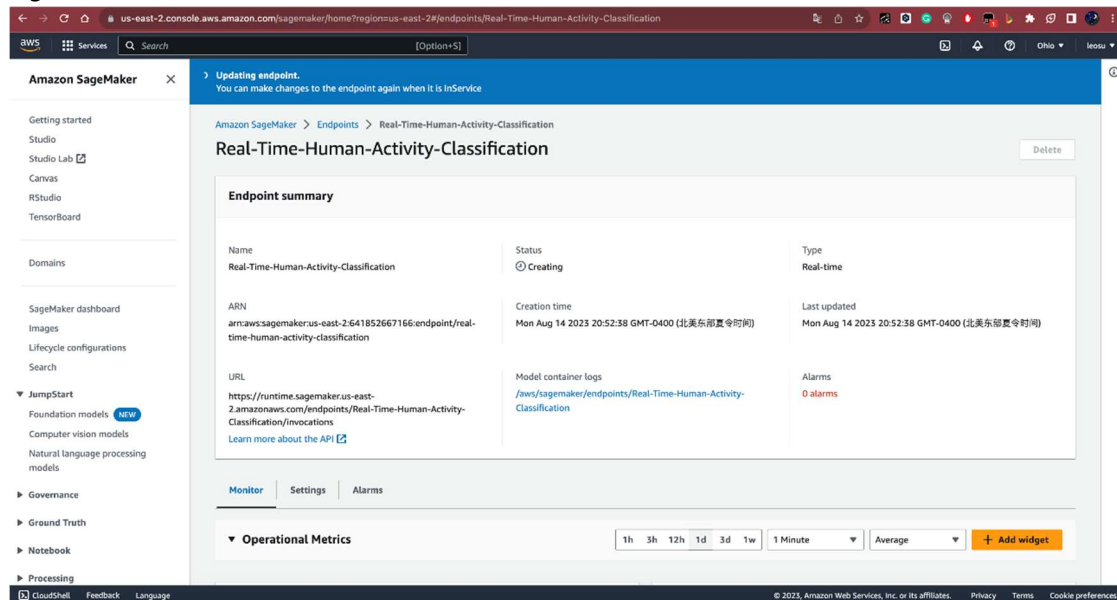 us-east-2.console.aws.amazon.com/sagemaker/home?region=us-east-2#/endpoints/Real-Time-Human-Activity-Classification
aws
Services
Search
[Option+S]
Ohio
leosu
Amazon SageMaker
Getting started
Studio
Studio Lab
Canvas
RStudio
TensorBoard
Domains
SageMaker dashboard
Images
Lifecycle configurations
Search
JumpStart
Foundation models NEW
Computer vision models
Natural language processing
models
Governance
Ground Truth
Notebook
Processing
Updating endpoint.
You can make changes to the endpoint again when it is InService
Amazon SageMaker > Endpoints > Real-Time-Human-Activity-Classification
Real-Time-Human-Activity-Classification
Delete
Endpoint summary
Name
Real-Time-Human-Activity-Classification
Status
Creating
Type
Real-time
ARN
arn:aws:sagemaker:us-east-2:641852667166:endpoint/real-
time-human-activity-classification
Creation time
Mon Aug 14 2023 20:52:38 GMT-0400 (北美东部夏令时间)
Last updated
Mon Aug 14 2023 20:52:38 GMT-0400 (北美东部夏令时间)
URL
https://runtime.sagemaker.us-east-
2.amazonaws.com/endpoints/Real-Time-Human-Activity-
Classification/invocations
Learn more about the API
Model container logs
/aws/sagemaker/endpoints/Real-Time-Human-Activity-
Classification
Alarms
0 alarms
Monitor
Settings
Alarms
Operational Metrics
1h 3h 12h 1d 3d 1w
1 Minute
Average
+ Add widget
CloudShell
Feedback
Language
© 2023, Amazon Web Services, Inc. or its affiliates.
Privacy
Terms
Cookie preferences